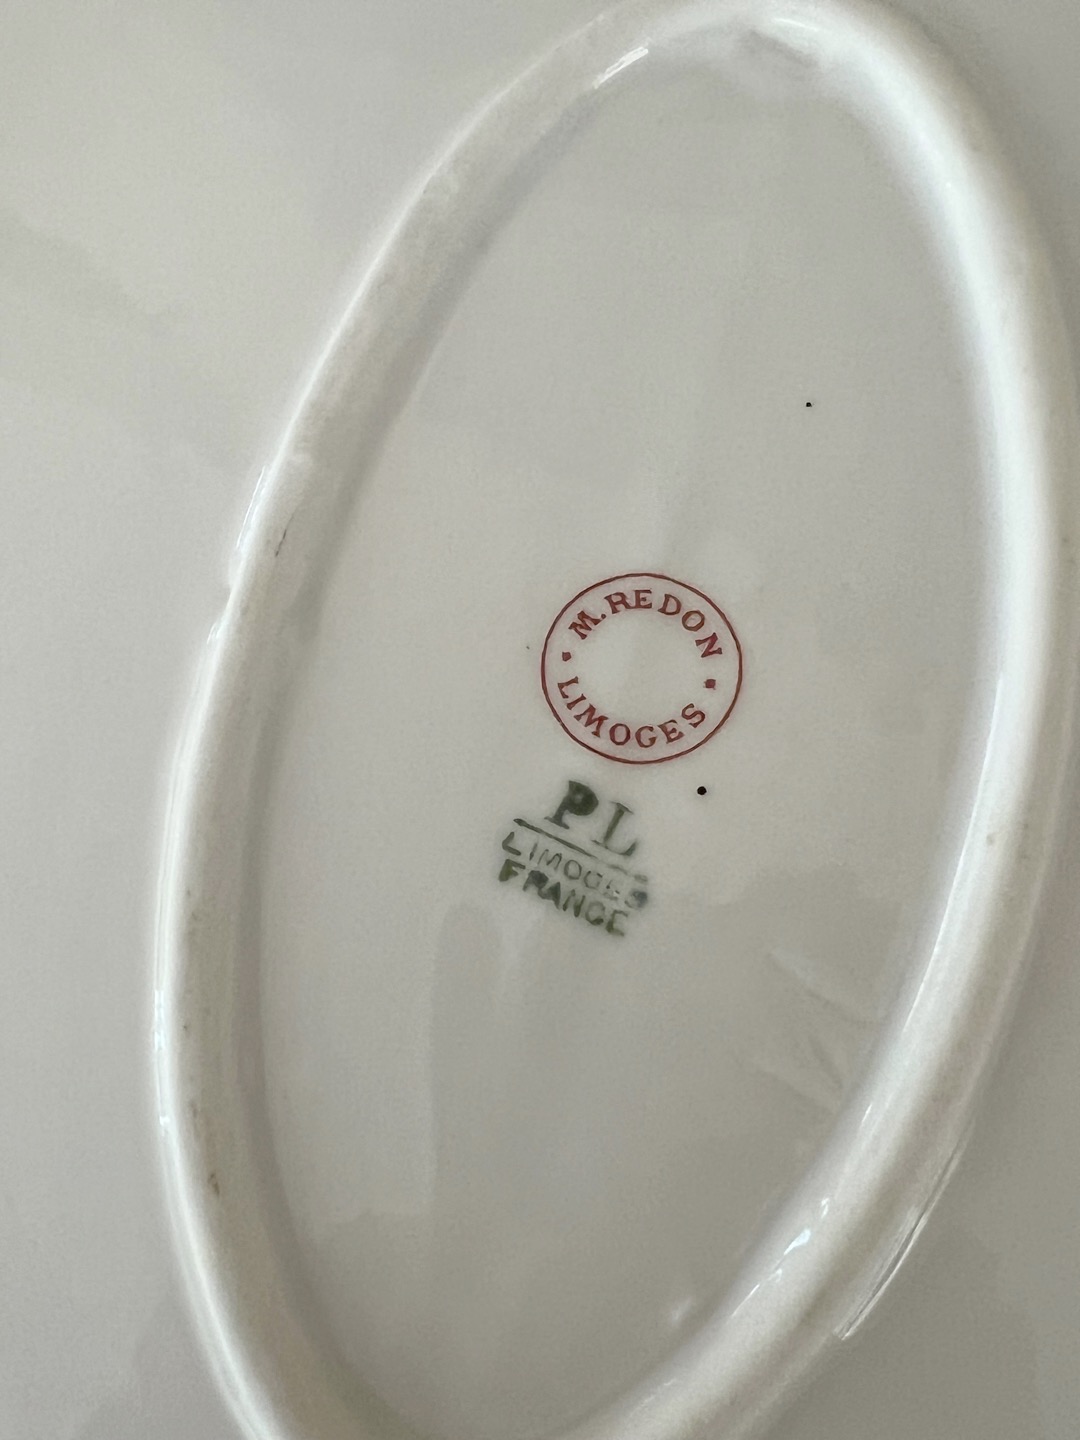 M. REDON
LIMOGES
PL
LIMOGES
FRANCE